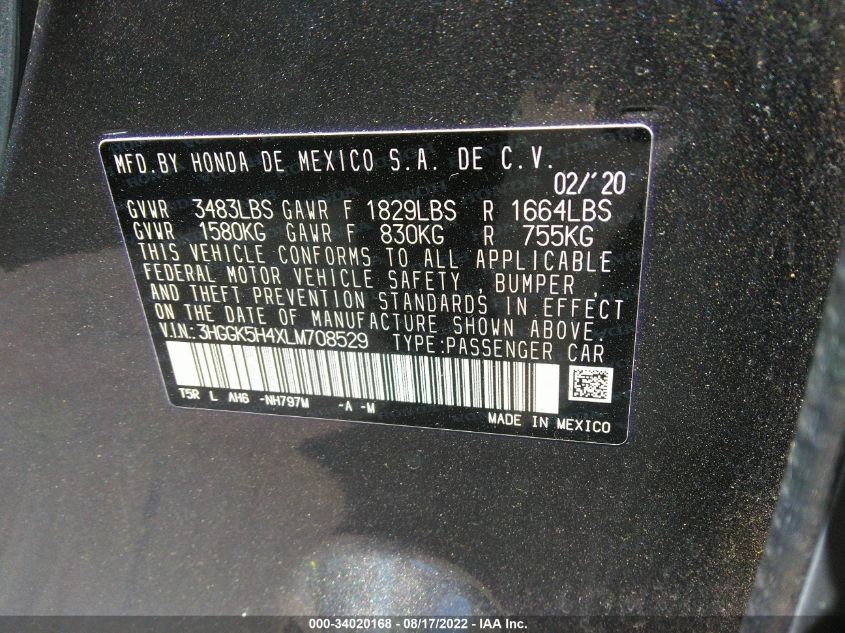 MFD.BY HONDA DE MEXICO S.A. DE C.V.
02/'20
GVWR 3483LBS GAWR F 1829LBS R 1664LBS
GVWR 1580KG GAWR F 830KG R 755KG
THIS VEHICLE CONFORMS TO ALL APPLICABLE
FEDERAL MOTOR VEHICLE SAFETY , BUMPER ,
AND THEFT PREVENTION STANDARDS IN EFFECT
ON THE DATE OF MANUFACTURE SHOWN ABOVE.
V.I.N.:3HGGK5H4XLM708529 TYPE:PASSENGER CAR
T5R L AH6 -NH797M -A -M
MADE IN MEXICO
000-34020168 - 08/17/2022 - IAA Inc.